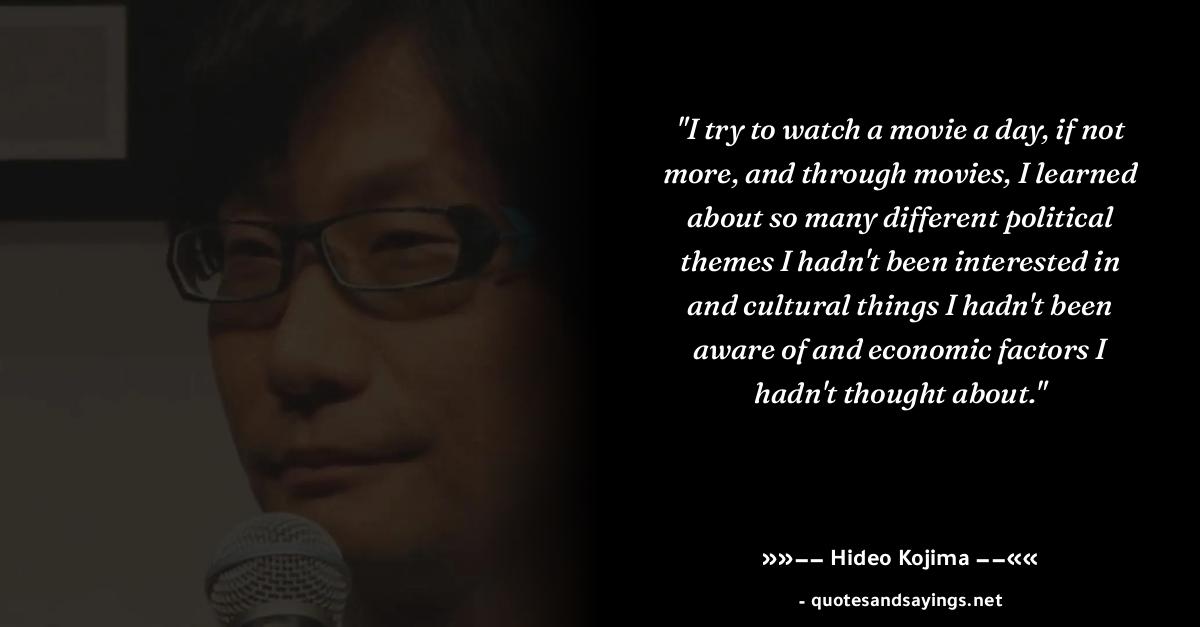 "I try to watch a movie a day, if not
more, and through movies, I learned
about so many different political
themes I hadn't been interested in
and cultural things I hadn't been
aware of and economic factors I
hadn't thought about."
»»−− Hideo Kojima −−««
- quotesandsayings.net